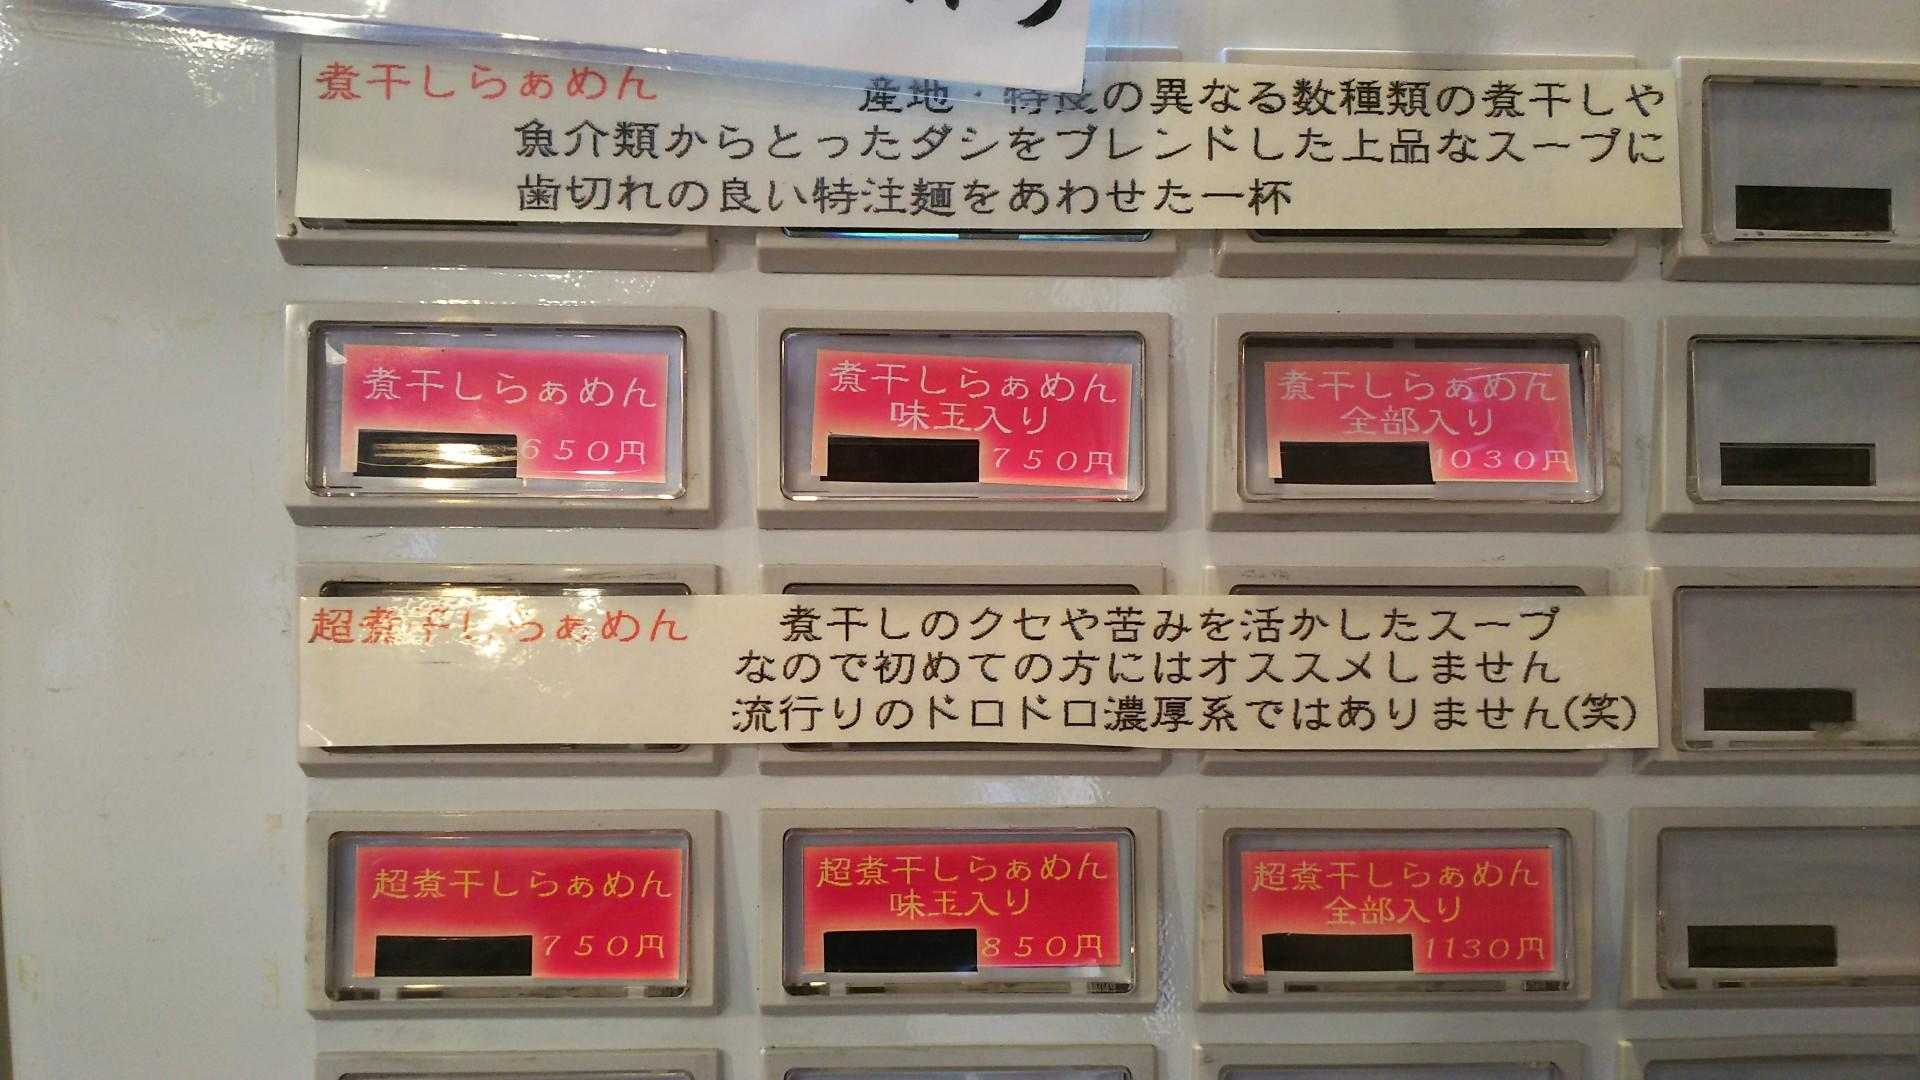 煮干しらぁめん　産地・特長の異なる数種類の煮干しや
魚介類からとったダシをブレンドした上品なスープに
歯切れの良い特注麺をあわせた一杯
煮干しらぁめん
650円
煮干しらぁめん
味玉入り
750円
煮干しらぁめん
全部入り
1030円
超煮干しらぁめん　煮干しのクセや苦みを活かしたスープ
なので初めての方にはオススメしません
流行りのドロドロ濃厚系ではありません(笑)
超煮干しらぁめん
750円
超煮干しらぁめん
味玉入り
850円
超煮干しらぁめん
全部入り
1130円